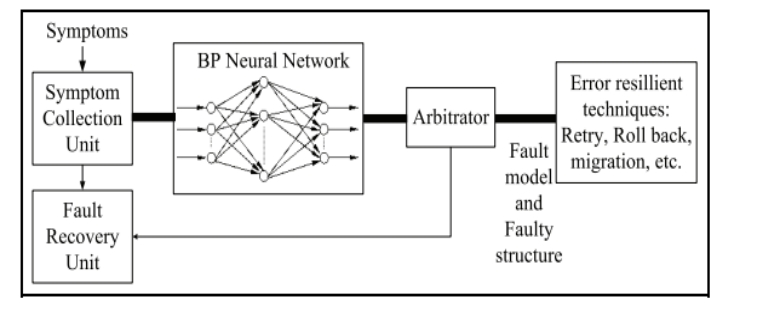 Symptoms
Symptom
Collection
Unit
BP Neural Network
Arbitrator
Error resillient
techniques:
Retry, Roll back,
migration, etc.
Fault
model
and
Faulty
structure
Fault
Recovery
Unit